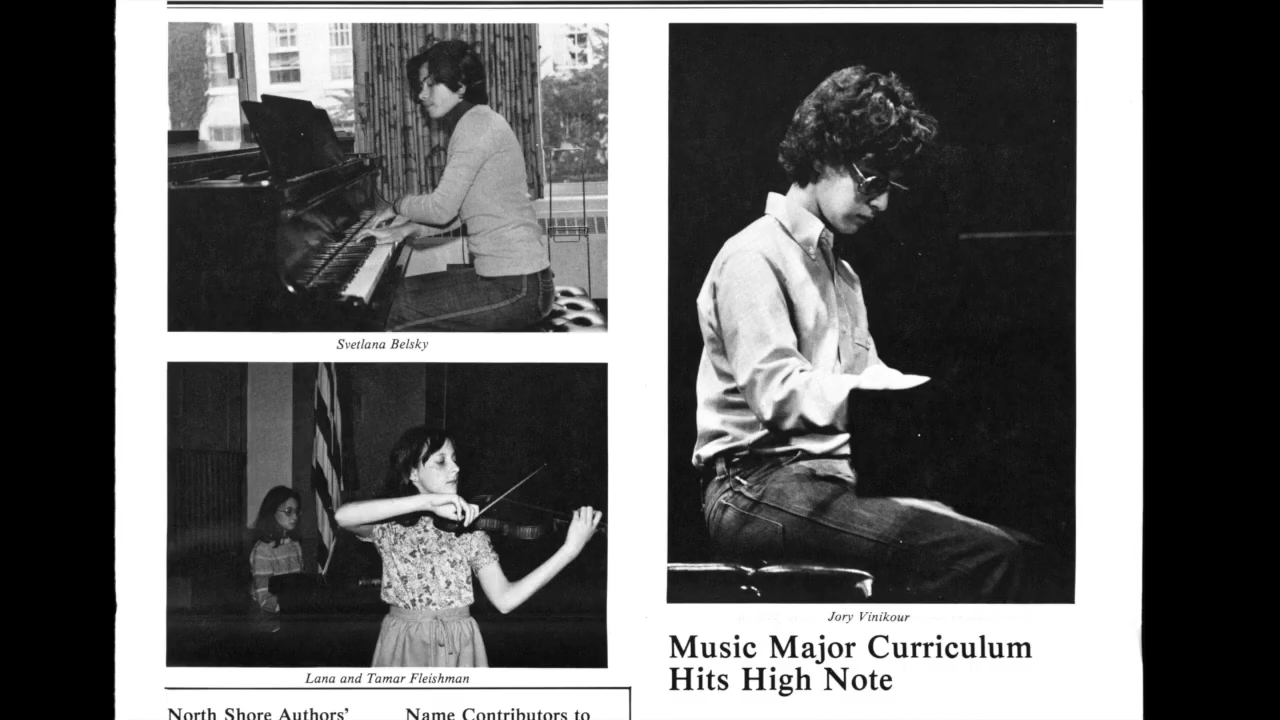 Svetlana Belsky
Lana and Tamar Fleishman
North Shore Authors'
Name Contributors to
Jory Vinikour
Music Major Curriculum
Hits High Note